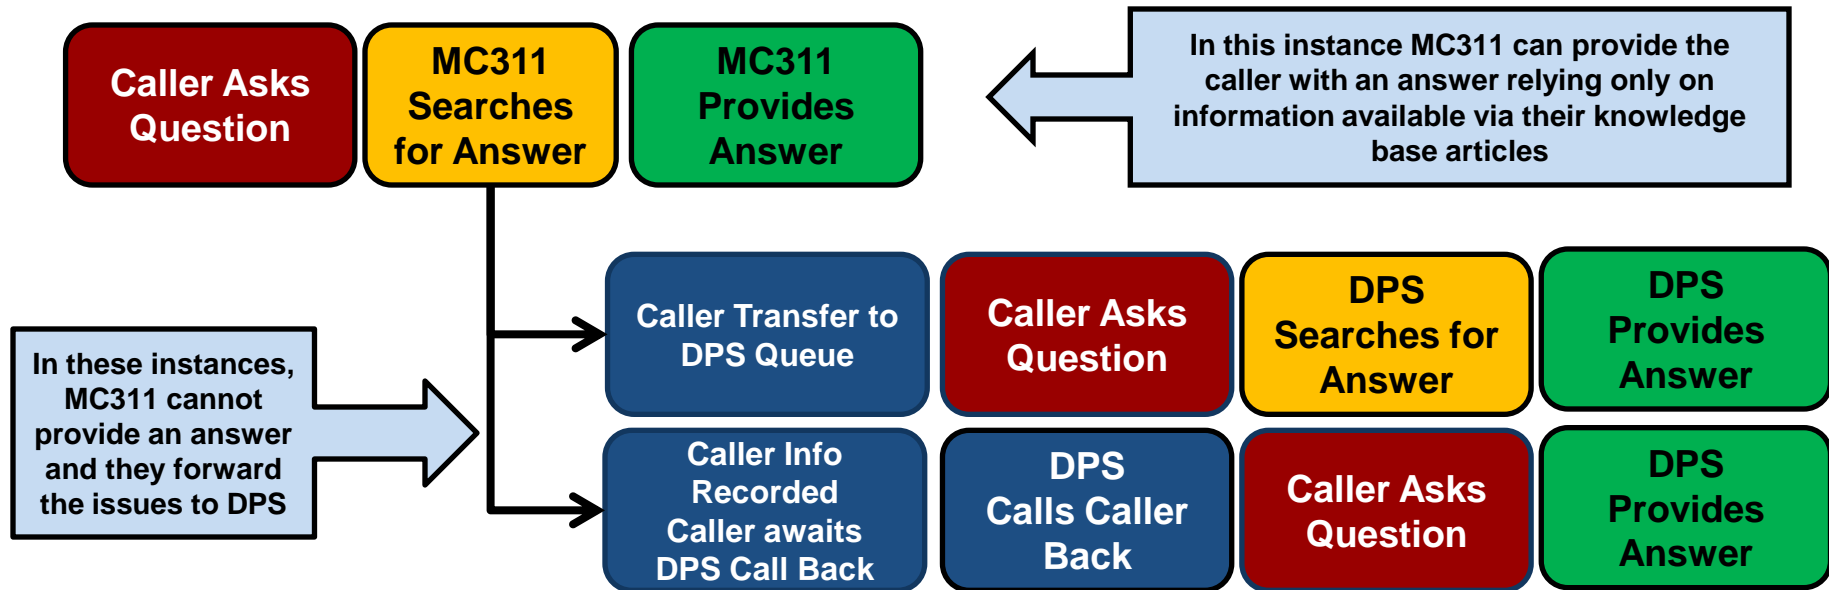 Caller Asks
Question
MC311
Searches
for Answer
MC311
Provides
Answer
In this instance MC311 can provide the
caller with an answer relying only on
information available via their knowledge
base articles
In these instances,
MC311 cannot
provide an answer
and they forward
the issues to DPS
Caller Transfer to
DPS Queue
Caller Asks
Question
DPS
Searches for
Answer
DPS
Provides
Answer
Caller Info
Recorded
Caller awaits
DPS Call Back
DPS
Calls Caller
Back
Caller Asks
Question
DPS
Provides
Answer